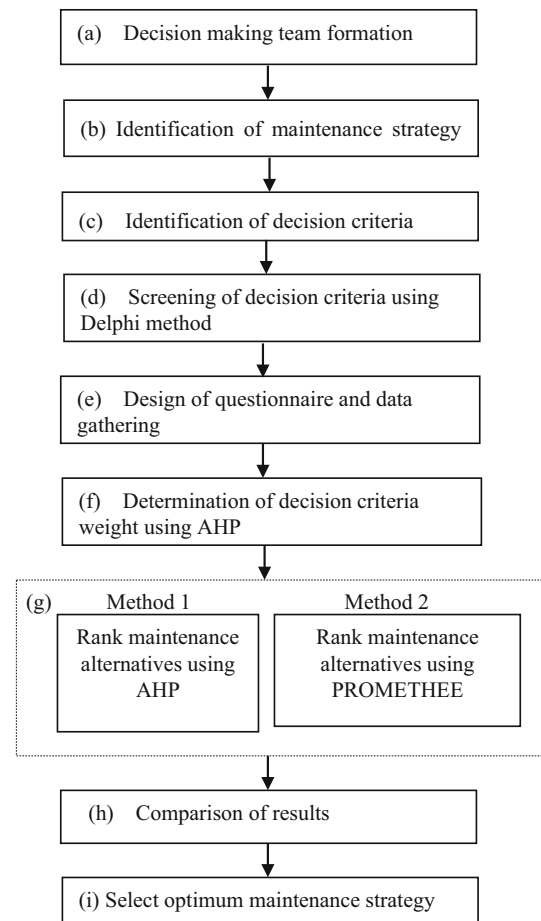 (a) Decision making team formation
(b) Identification of maintenance strategy
(c) Identification of decision criteria
(d) Screening of decision criteria using
Delphi method
(e) Design of questionnaire and data
gathering
(f) Determination of decision criteria
weight using AHP
(g)
Method 1
Rank maintenance
alternatives using
AHP
Method 2
Rank maintenance
alternatives using
PROMETHEE
(h) Comparison of results
(i) Select optimum maintenance strategy